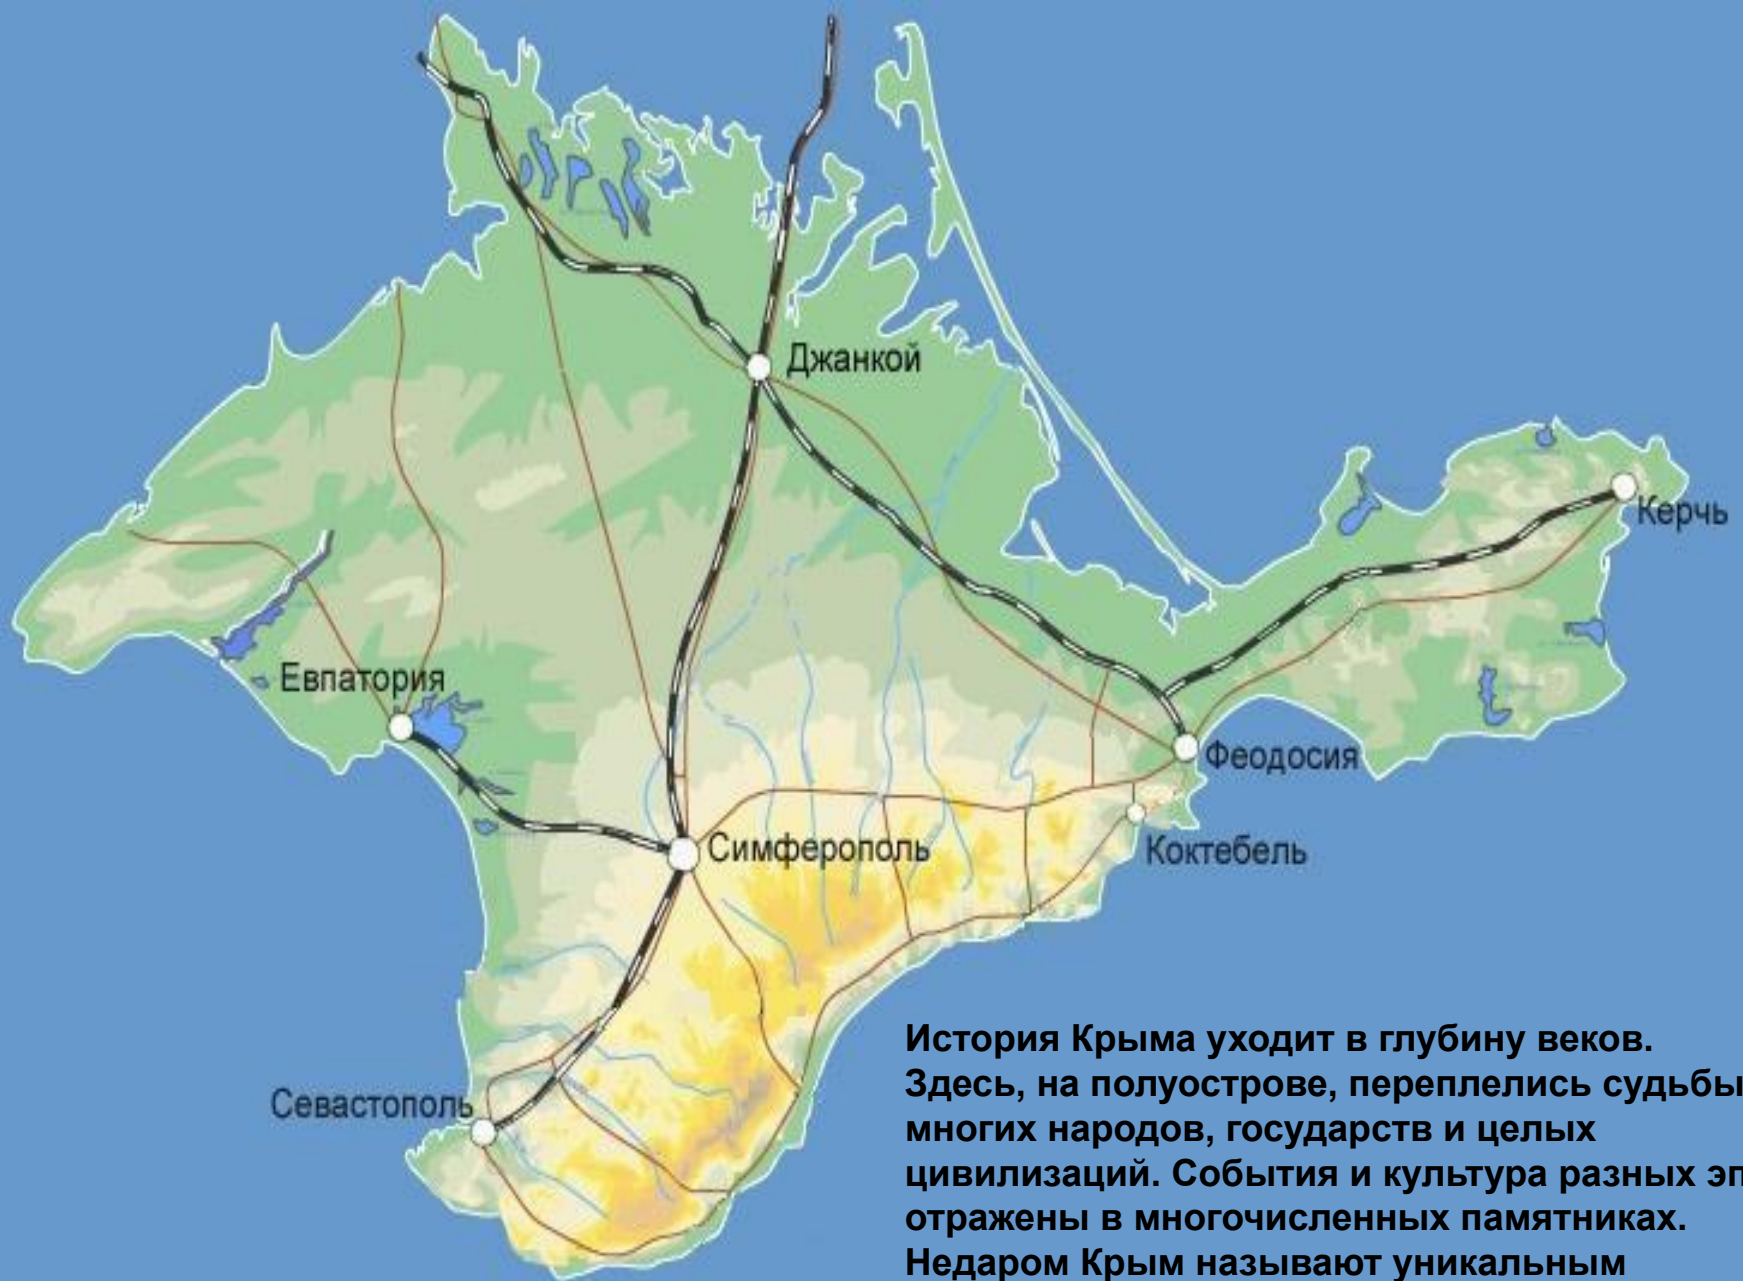 Джанкой
Керчь
Евпатория
Феодосия
Симферополь
Коктебель
Севастополь
История Крыма уходит в глубину веков.
Здесь, на полуострове, переплелись судьбы
многих народов, государств и целых
цивилизаций. События и культура разных эп
отражены в многочисленных памятниках.
Недаром Крым называют уникальным